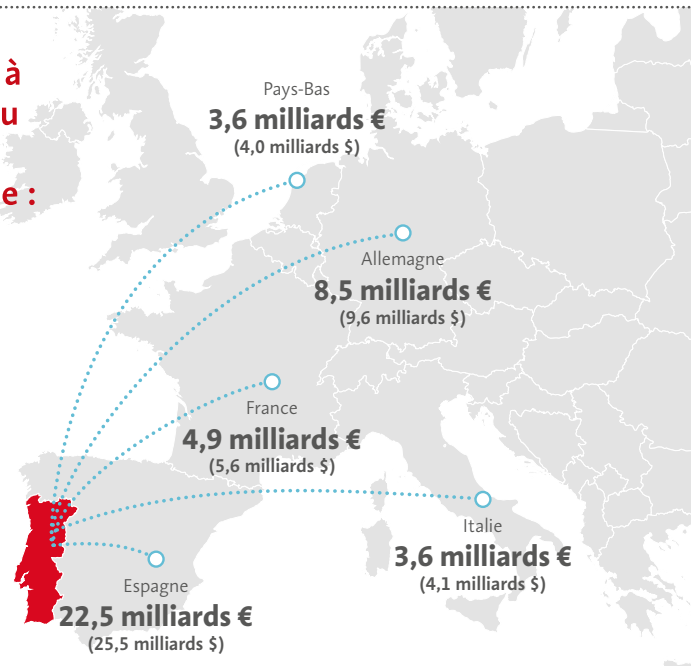 à
u
e :
Pays-Bas
3,6 milliards €
(4,0 milliards $)
Allemagne
8,5 milliards €
(9,6 milliards $)
France
4,9 milliards €
(5,6 milliards $)
Italie
3,6 milliards €
(4,1 milliards $)
Espagne
22,5 milliards €
(25,5 milliards $)